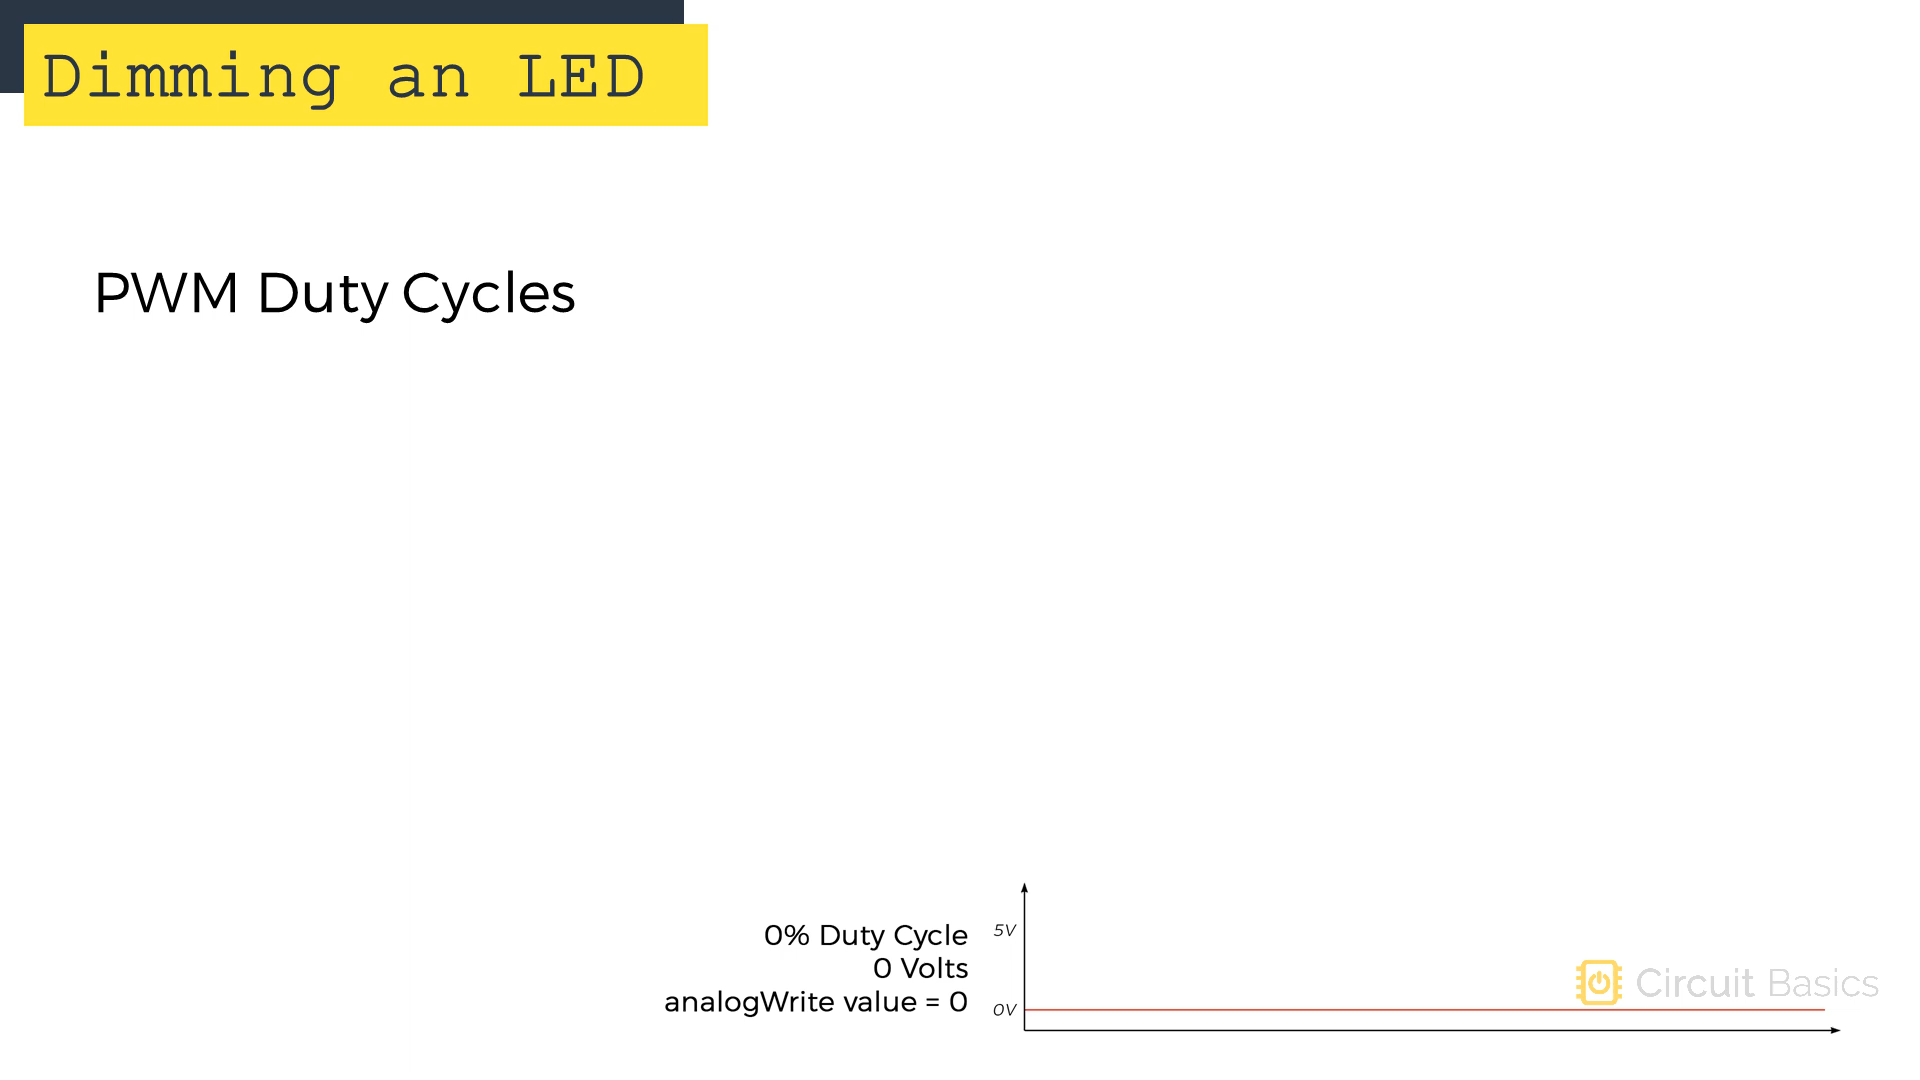 Dimming an LED
PWM Duty Cycles
0% Duty Cycle
0 Volts
analogWrite value = 0
5V
0V
Circuit Basics